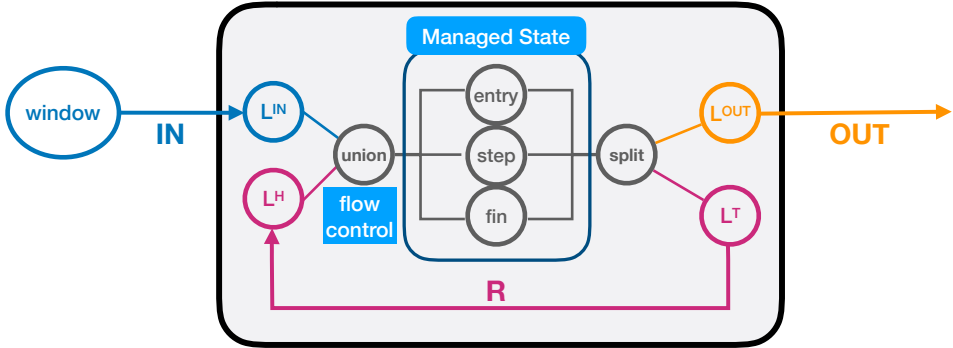 Managed State
window
IN
L^IN
L^H
union
flow
control
entry
step
fin
split
L^OUT
L^T
OUT
R